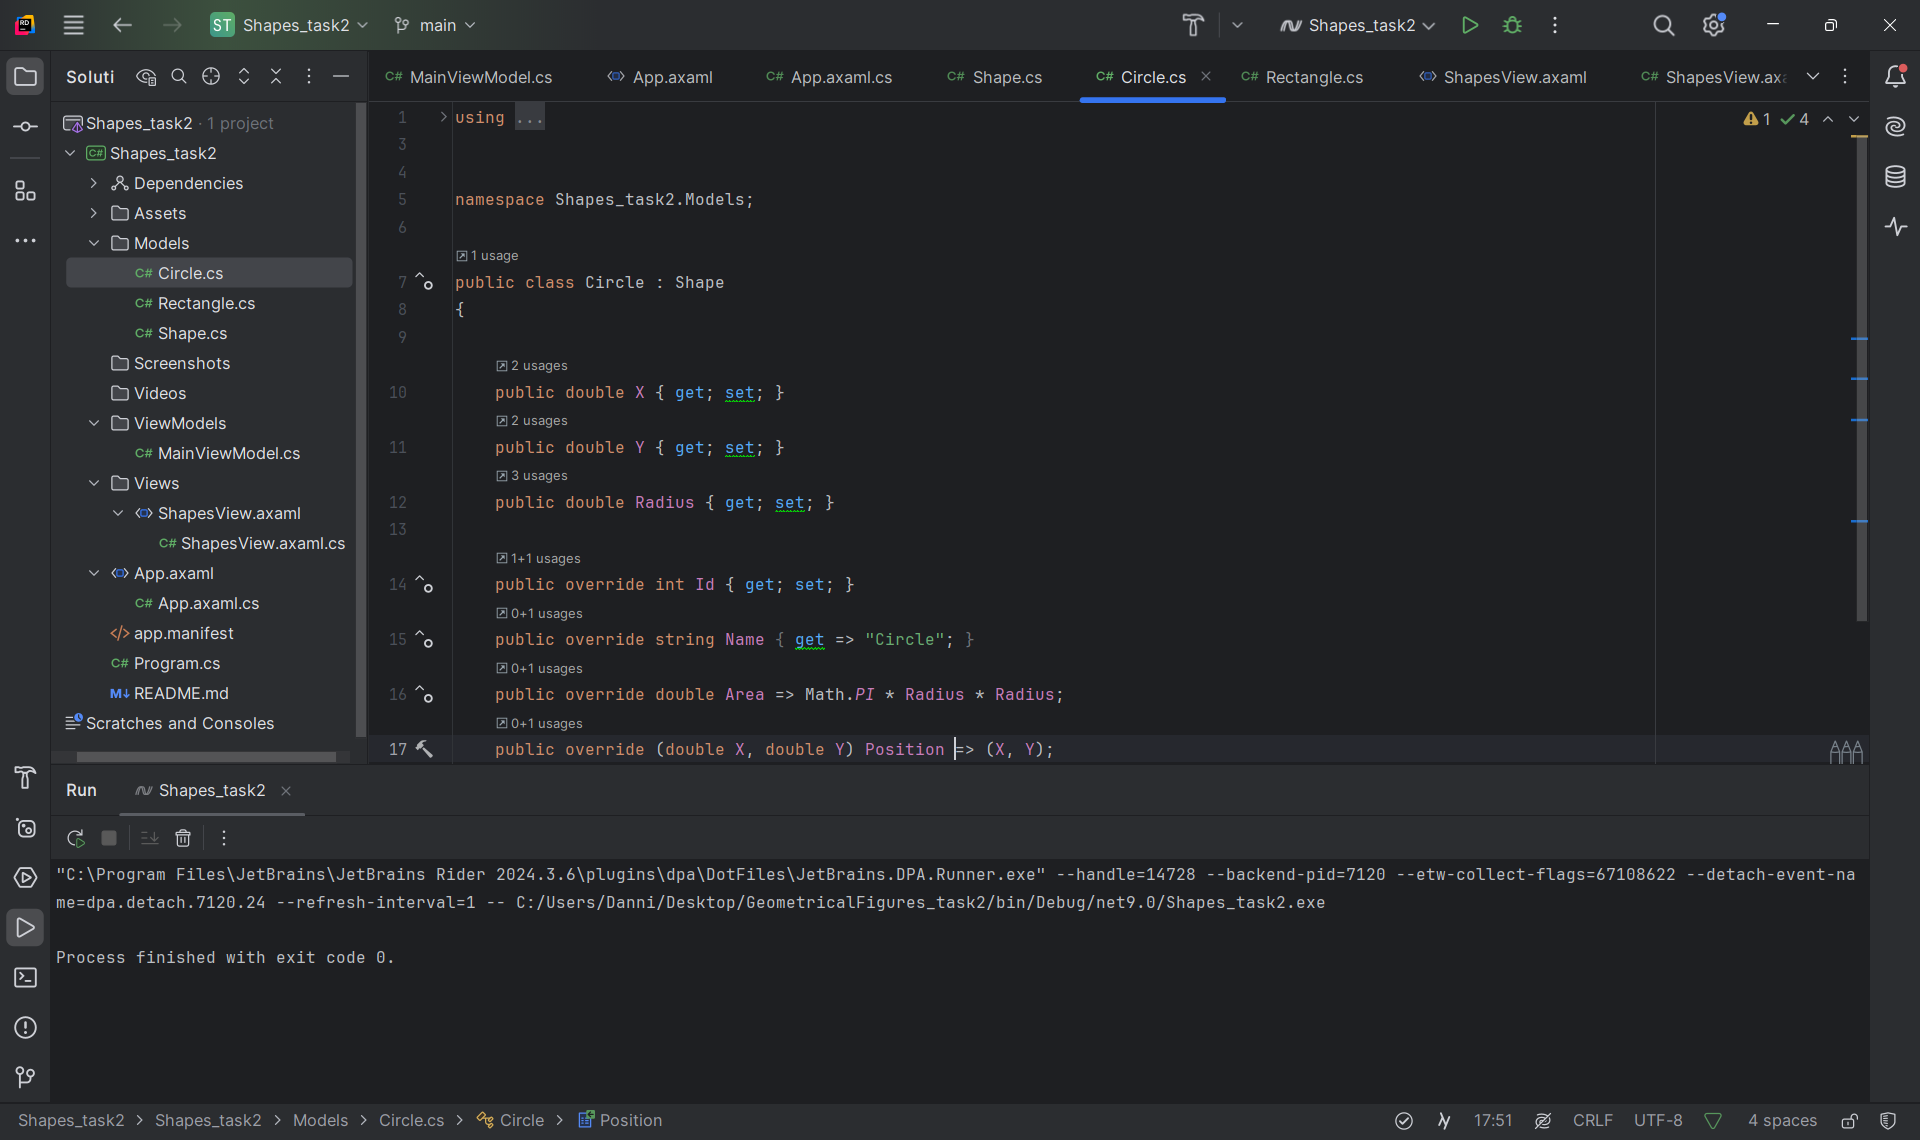 ST Shapes_task2 main Shapes_task2
Soluti
MainViewModel.cs App.axaml C# App.axaml.cs C# Shape.cs C# Circle.cs C# Rectangle.cs ShapesView.axaml C# ShapesView.axa
Shapes_task2 · 1 project
C# Shapes_task2
Dependencies
Assets
Models
C# Circle.cs
C# Rectangle.cs
C# Shape.cs
Screenshots
Videos
ViewModels
C# MainViewModel.cs
Views
ShapesView.axaml
C# ShapesView.axaml.cs
App.axaml
C# App.axaml.cs
app.manifest
C# Program.cs
M↓ README.md
Scratches and Consoles
1 using ...
1 4
3
4
5 namespace Shapes_task2.Models;
6
1 usage
7 public class Circle : Shape
8 {
9
2 usages
10 public double X { get; set; }
2 usages
11 public double Y { get; set; }
3 usages
12 public double Radius { get; set; }
13
1+1 usages
14 public override int Id { get; set; }
0+1 usages
15 public override string Name { get => "Circle"; }
0+1 usages
16 public override double Area => Math.PI * Radius * Radius;
0+1 usages
17 public override (double X, double Y) Position => (X, Y);
Run Shapes_task2
"C:\Program Files\JetBrains\JetBrains Rider 2024.3.6\plugins\dpa\DotFiles\JetBrains.DPA.Runner.exe" --handle=14728 --backend-pid=7120 --etw-collect-flags=67108622 --detach-event-na
me=dpa.detach.7120.24 --refresh-interval=1 -- C:/Users/Danni/Desktop/GeometricalFigures_task2/bin/Debug/net9.0/Shapes_task2.exe
Process finished with exit code 0.
Shapes_task2 > Shapes_task2 > Models > Circle.cs > Circle > Position 17:51 CRLF UTF-8 4 spaces